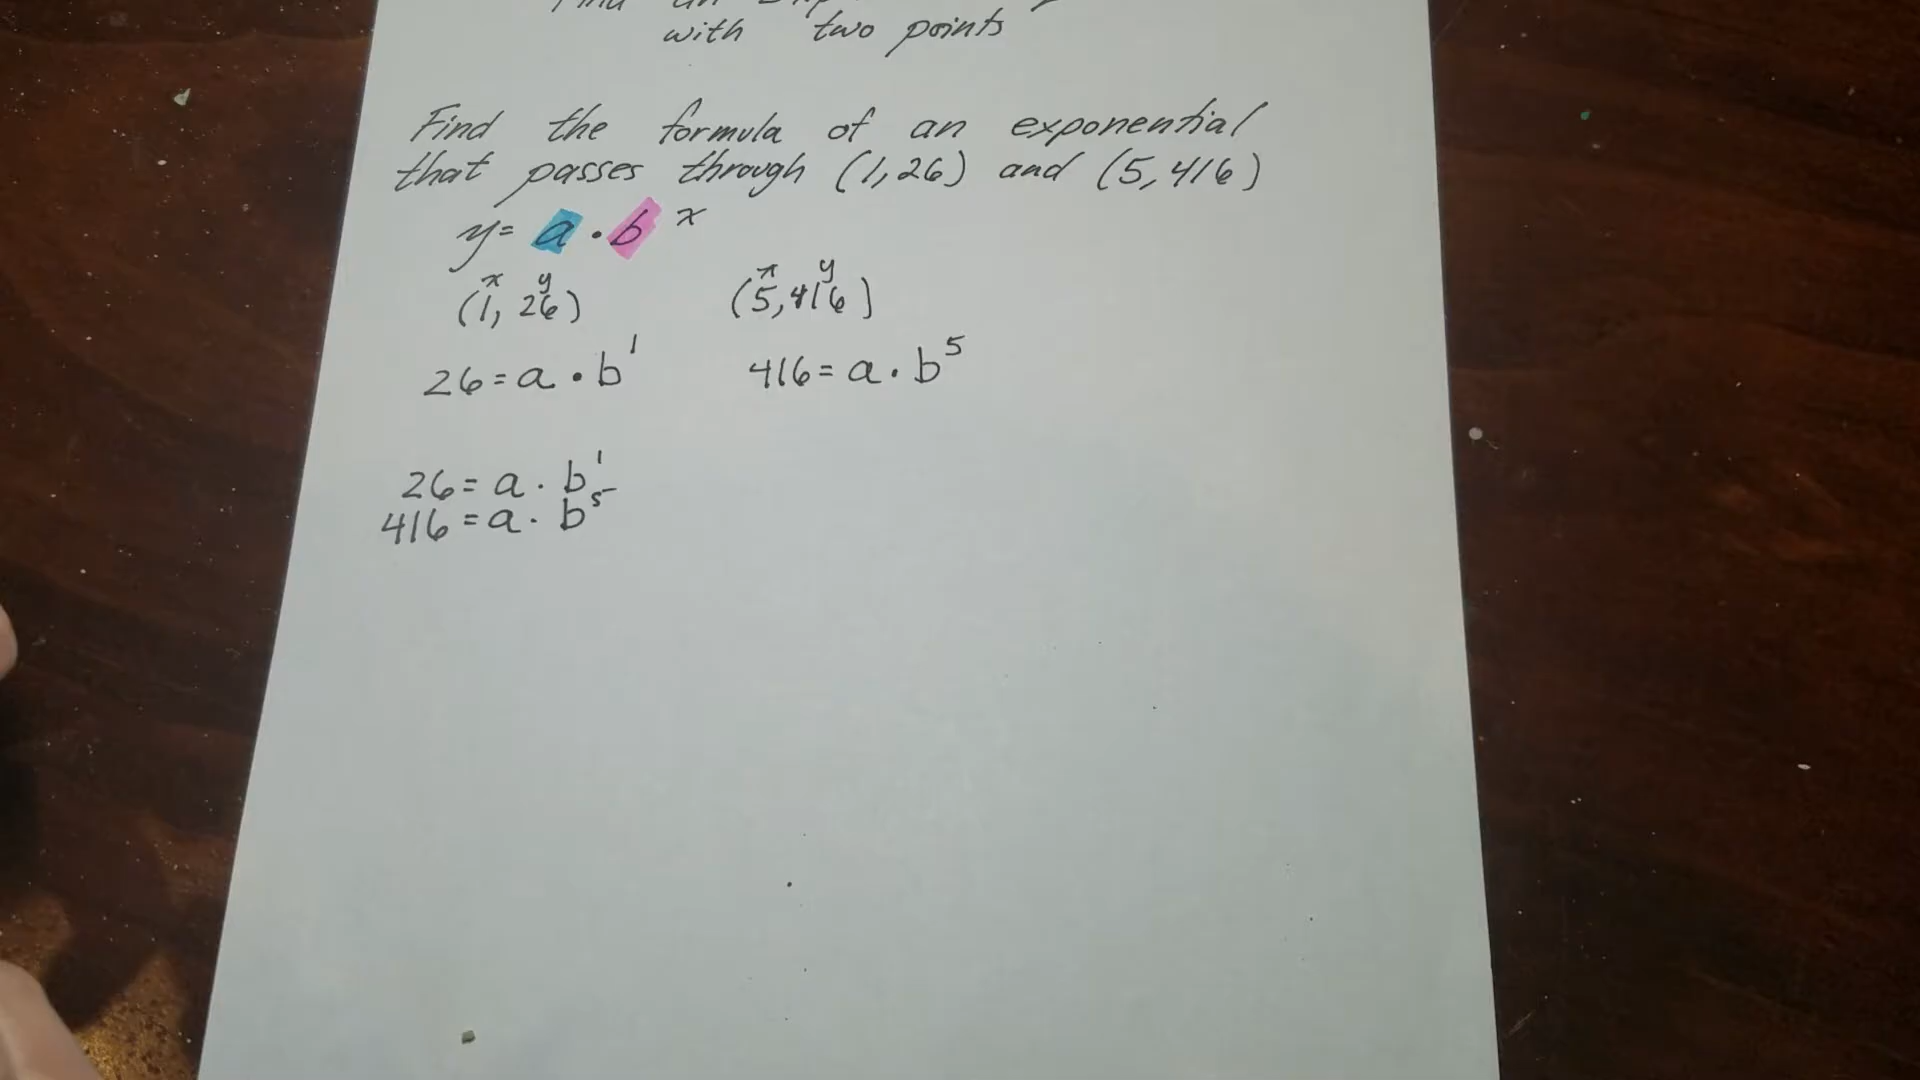 with two points
Find the formula of an exponential
that passes through (1,26) and (5,416)
y= a · b x
x y
(1, 26)
x y
(5,416)
26=a · b¹
416=a · b⁵
26= a · b¹
416=a · b⁵